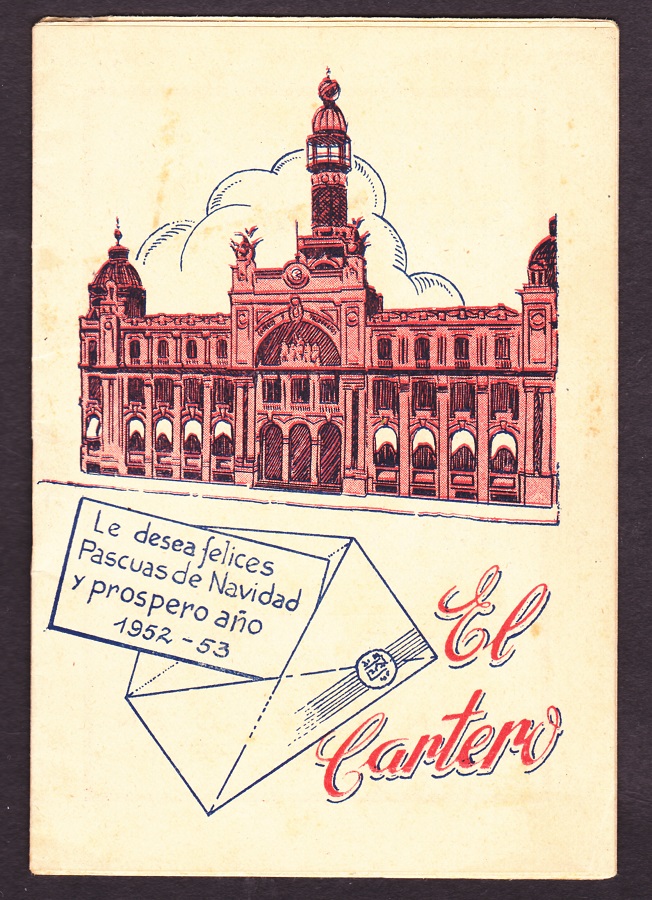 Le desea felices
Pascuas de Navidad
y prospero año
1952 - 53
El
Cartero